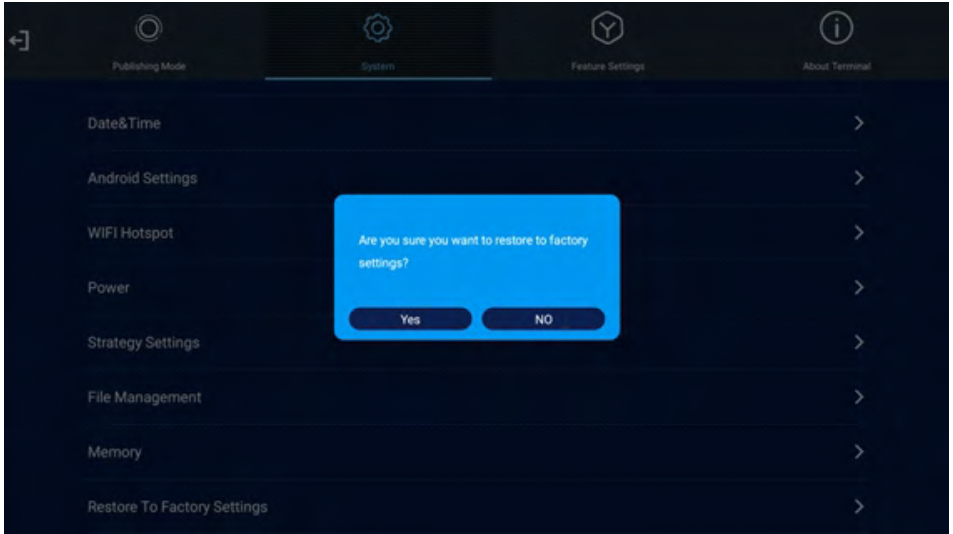 Publishing Mode
System
Feature Settings
About Terminal
Date&Time
Android Settings
WIFI Hotspot
Power
Strategy Settings
File Management
Memory
Restore To Factory Settings
Are you sure you want to restore to factory
settings?
Yes
NO